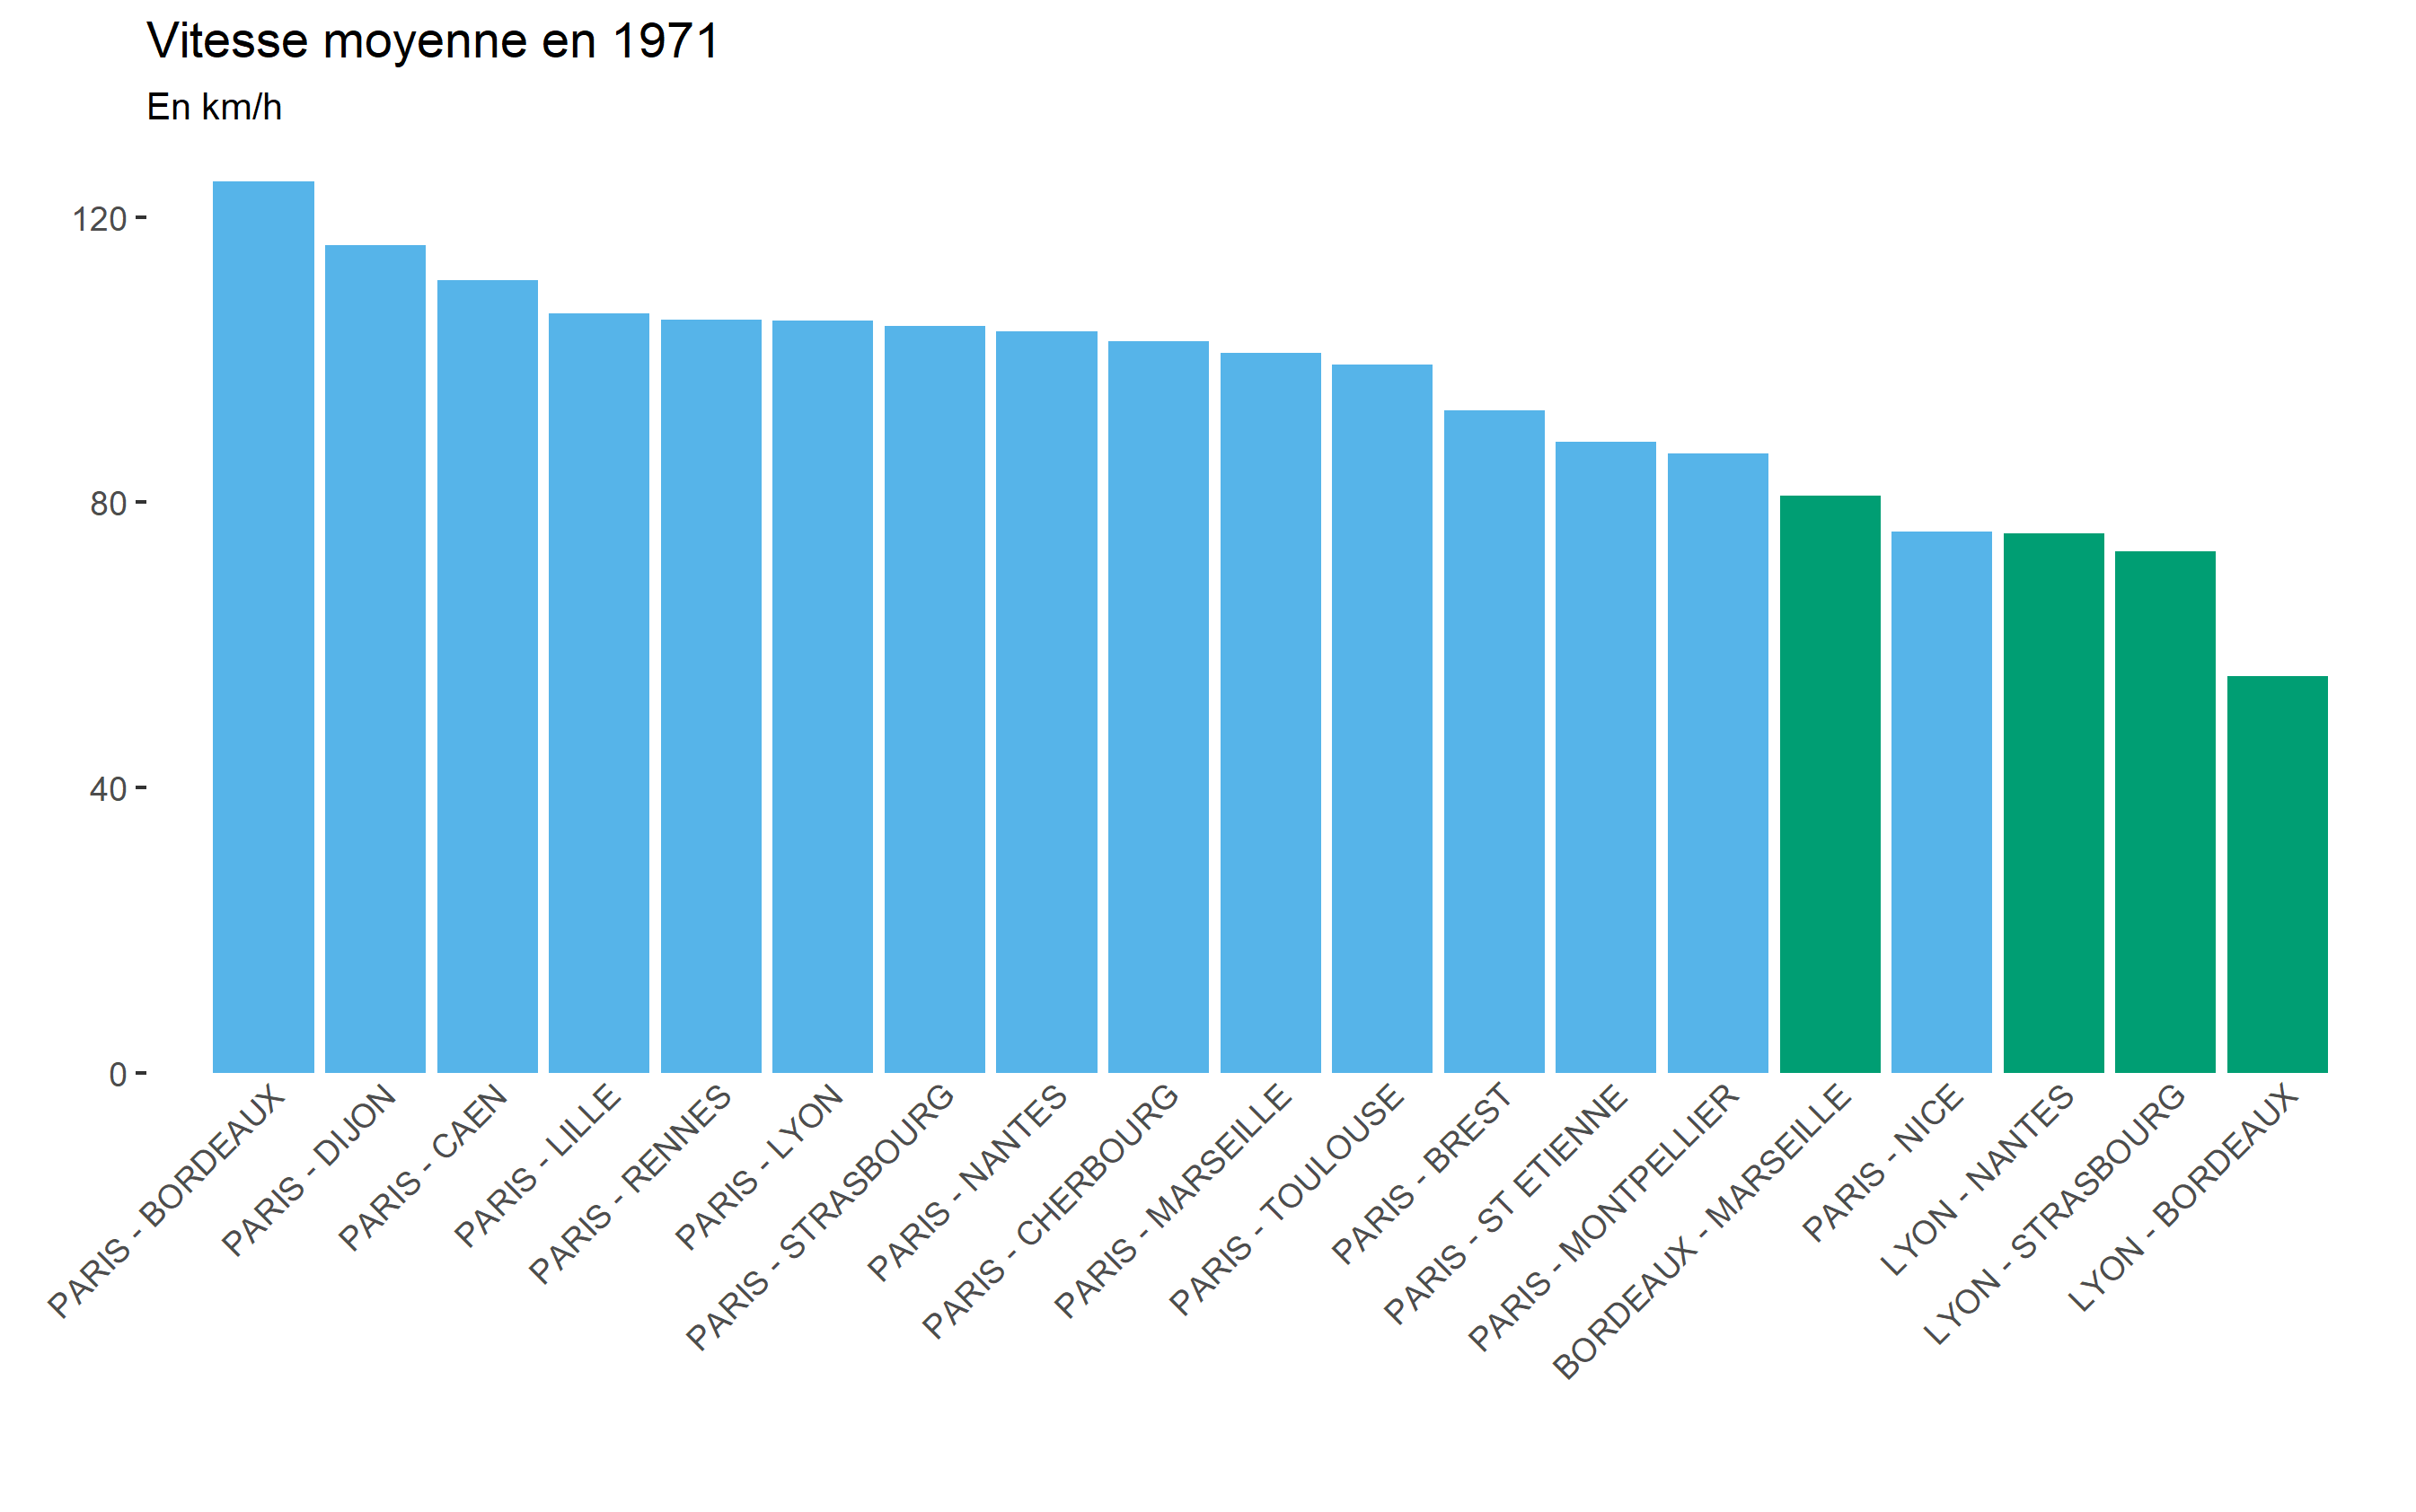 Vitesse moyenne en 1971
En km/h
120
80
40
0
PARIS - BORDEAUX
PARIS - DIJON
PARIS - CAEN
PARIS - LILLE
PARIS - RENNES
PARIS - LYON
PARIS - STRASBOURG
PARIS - NANTES
PARIS - CHERBOURG
PARIS - MARSEILLE
PARIS - TOULOUSE
PARIS - BREST
PARIS - ST ETIENNE
PARIS - MONTPELLIER
BORDEAUX - MARSEILLE
PARIS - NICE
LYON - NANTES
LYON - STRASBOURG
LYON - BORDEAUX